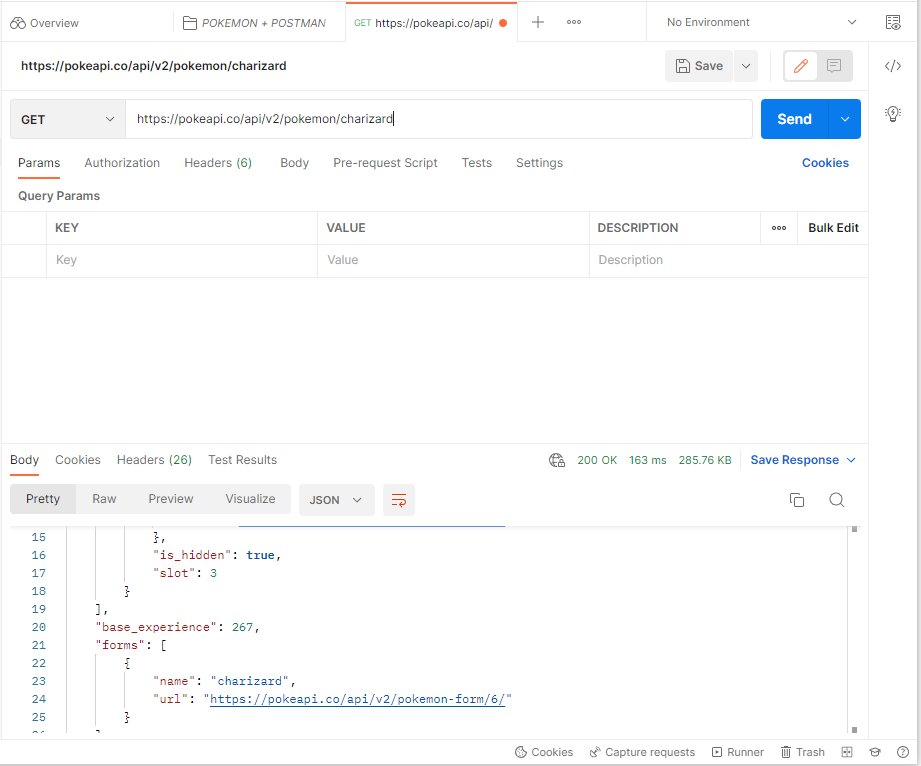 Overview
POKEMON + POSTMAN
GET https://pokeapi.co/api/
No Environment
https://pokeapi.co/api/v2/pokemon/charizard
Save
GET
https://pokeapi.co/api/v2/pokemon/charizard
Send
Params Authorization Headers (6) Body Pre-request Script Tests Settings Cookies
Query Params
KEY VALUE DESCRIPTION Bulk Edit
Key Value Description
Body Cookies Headers (26) Test Results 200 OK 163 ms 285.76 KB Save Response
Pretty Raw Preview Visualize JSON
15 },
16 "is_hidden": true,
17 "slot": 3
18 }
19 ],
20 "base_experience": 267,
21 "forms": [
22 {
23 "name": "charizard",
24 "url": "https://pokeapi.co/api/v2/pokemon-form/6/"
25 }
Cookies Capture requests Runner Trash